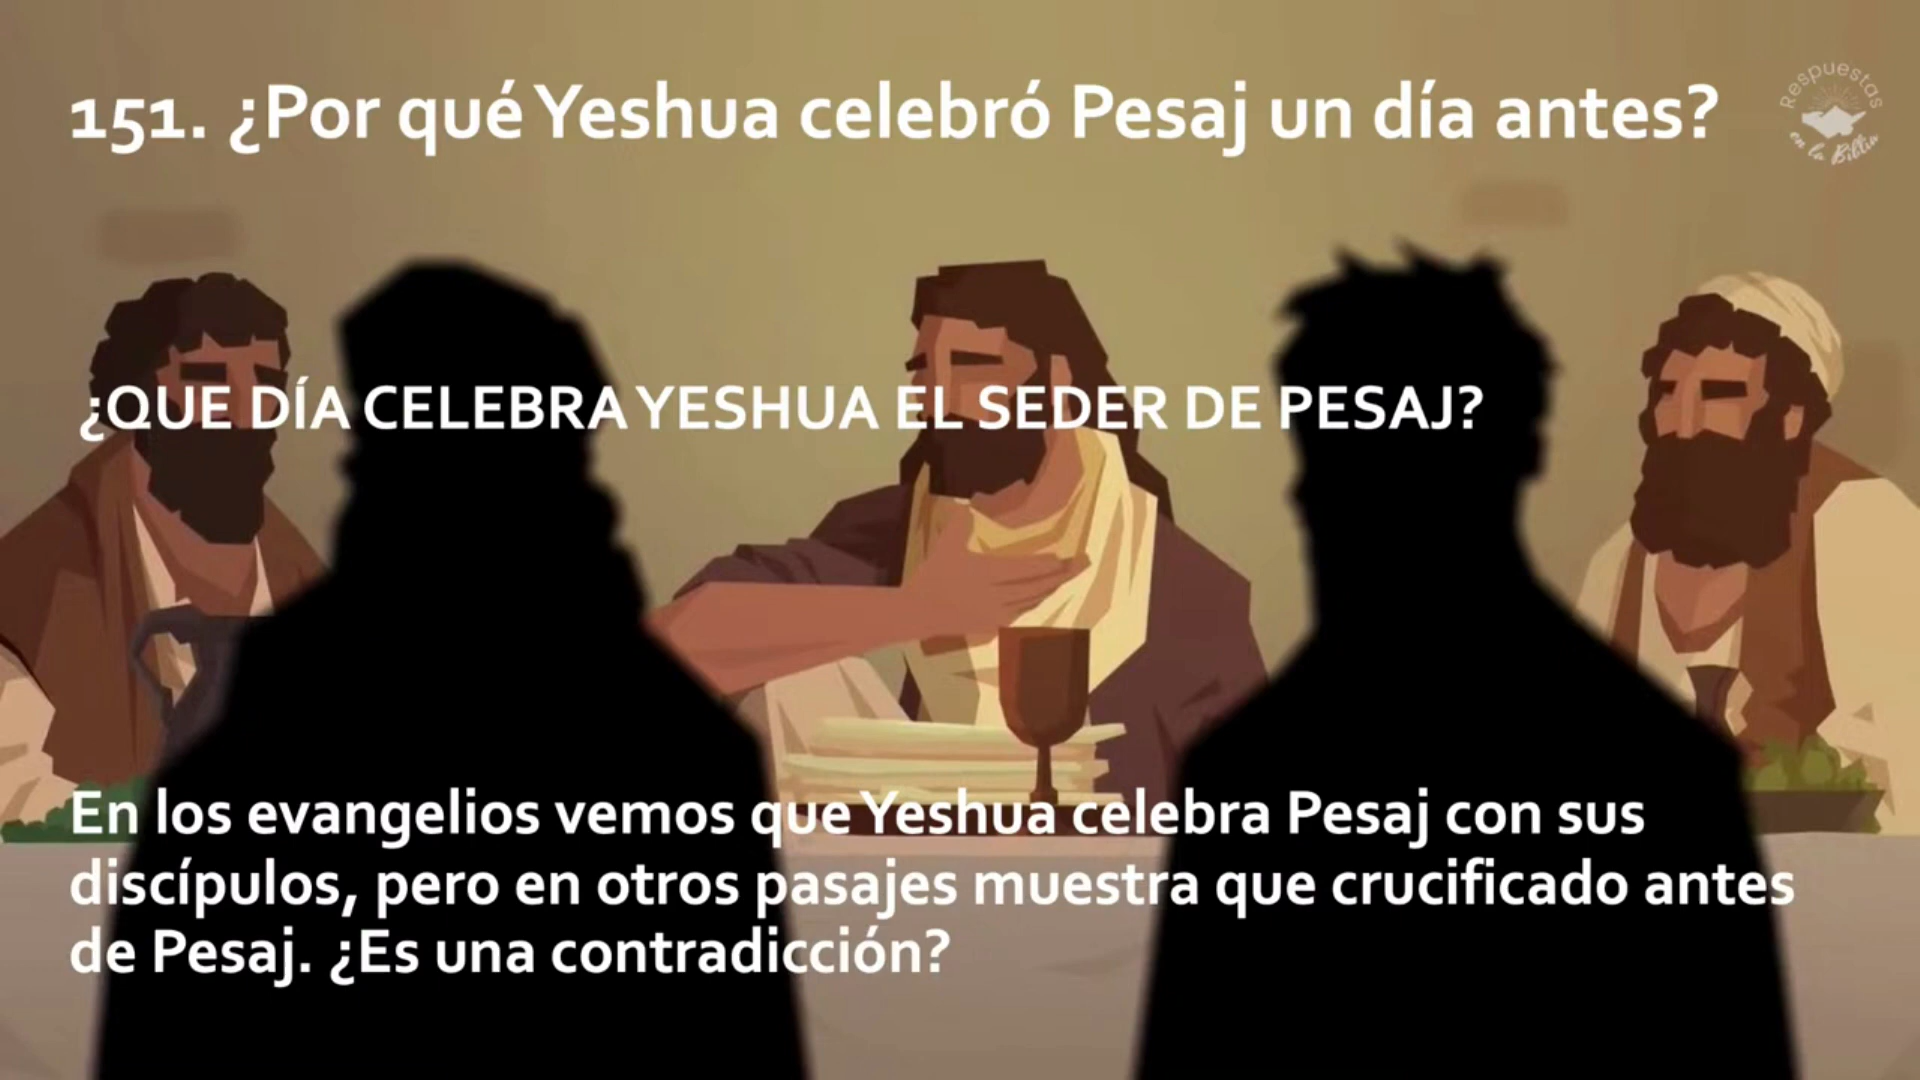 151. ¿Por qué Yeshua celebró Pesaj un día antes?
Respuestas
en la Biblia
¿QUE DÍA CELEBRA YESHUA EL SEDER DE PESAJ?
En los evangelios vemos que Yeshua celebra Pesaj con sus
discípulos, pero en otros pasajes muestra que crucificado antes
de Pesaj. ¿Es una contradicción?